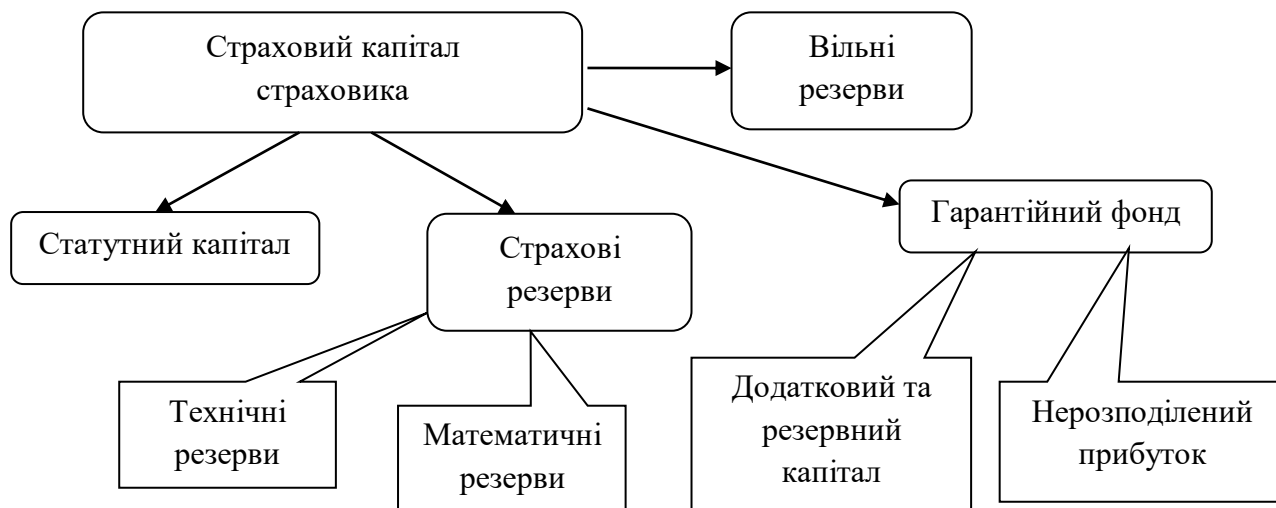 Страховий капітал
страховика
Вільні
резерви
Статутний капітал
Страхові
резерви
Гарантійний фонд
Технічні
резерви
Математичні
резерви
Додатковий та
резервний
капітал
Нерозподілений
прибуток